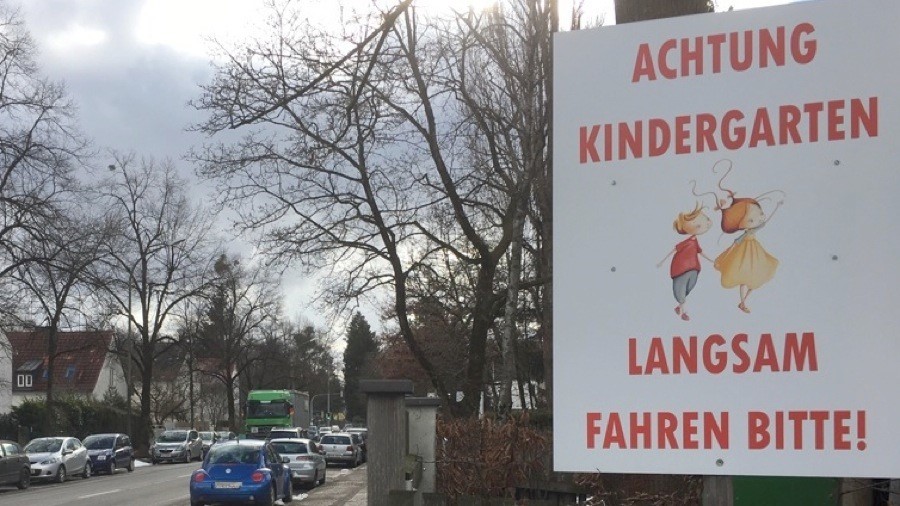 ACHTUNG
KINDERGARTEN
LANGSAM
FAHREN BITTE!